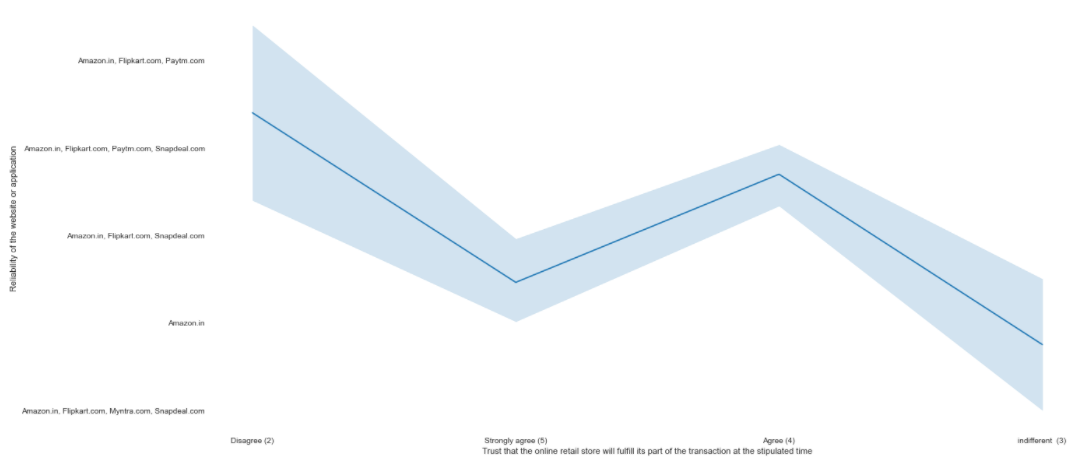 Amazon.in, Flipkart.com, Paytm.com
Amazon.in, Flipkart.com, Paytm.com, Snapdeal.com
Amazon.in, Flipkart.com, Snapdeal.com
Amazon.in
Amazon.in, Flipkart.com, Myntra.com, Snapdeal.com
Reliability of the website or application
Disagree (2) Strongly agree (5) Agree (4) indifferent (3)
Trust that the online retail store will fulfill its part of the transaction at the stipulated time